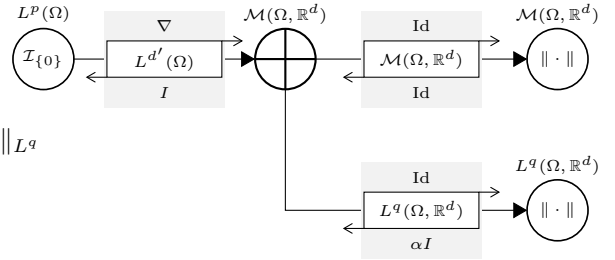 L^p(Ω) ∇ M(Ω, ℝ^d) Id M(Ω, ℝ^d)
I_{0} L^{d'}(Ω) M(Ω, ℝ^d) ‖ · ‖
I Id
‖_{L^q}
Id L^q(Ω, ℝ^d)
L^q(Ω, ℝ^d) ‖ · ‖
αI